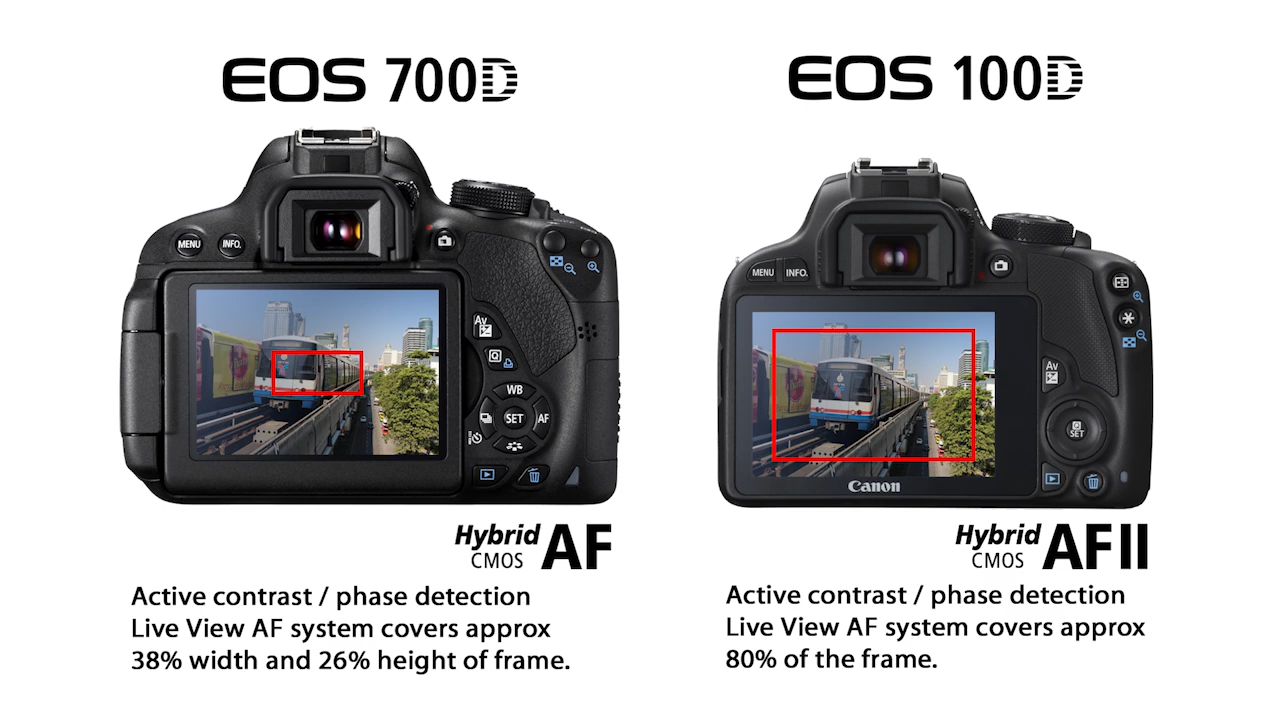 EOS 700D
EOS 100D
MENU
INFO.
Av
Q
WB
SET
AF
MENU
INFO.
Av
Q
SET
Canon
Hybrid
CMOS AF
Active contrast / phase detection
Live View AF system covers approx
38% width and 26% height of frame.
Hybrid
CMOS AF II
Active contrast / phase detection
Live View AF system covers approx
80% of the frame.